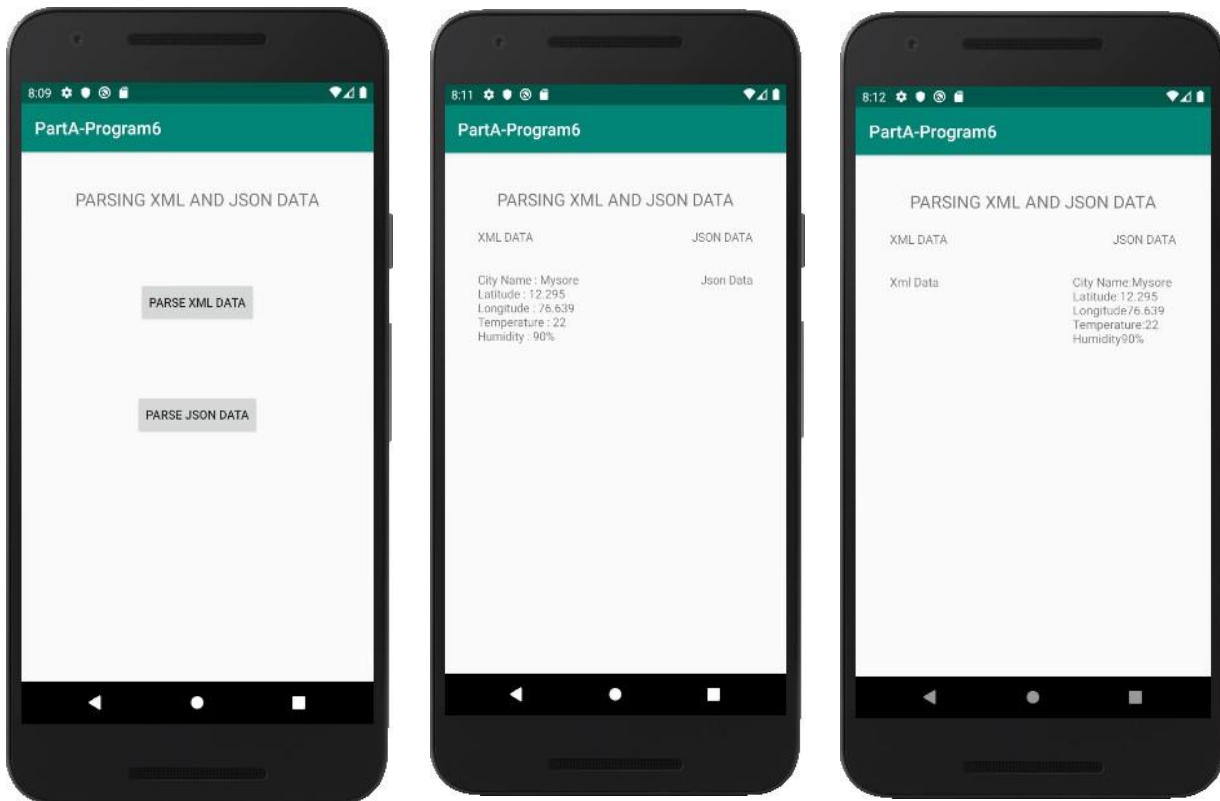 8:09
PartA-Program6
PARSING XML AND JSON DATA
PARSE XML DATA
PARSE JSON DATA
8:11
PartA-Program6
PARSING XML AND JSON DATA
XML DATA
JSON DATA
City Name : Mysore
Latitude : 12.295
Longitude : 76.639
Temperature : 22
Humidity : 90%
Json Data
8:12
PartA-Program6
PARSING XML AND JSON DATA
XML DATA
JSON DATA
Xml Data
City Name:Mysore
Latitude:12.295
Longitude76.639
Temperature:22
Humidity90%